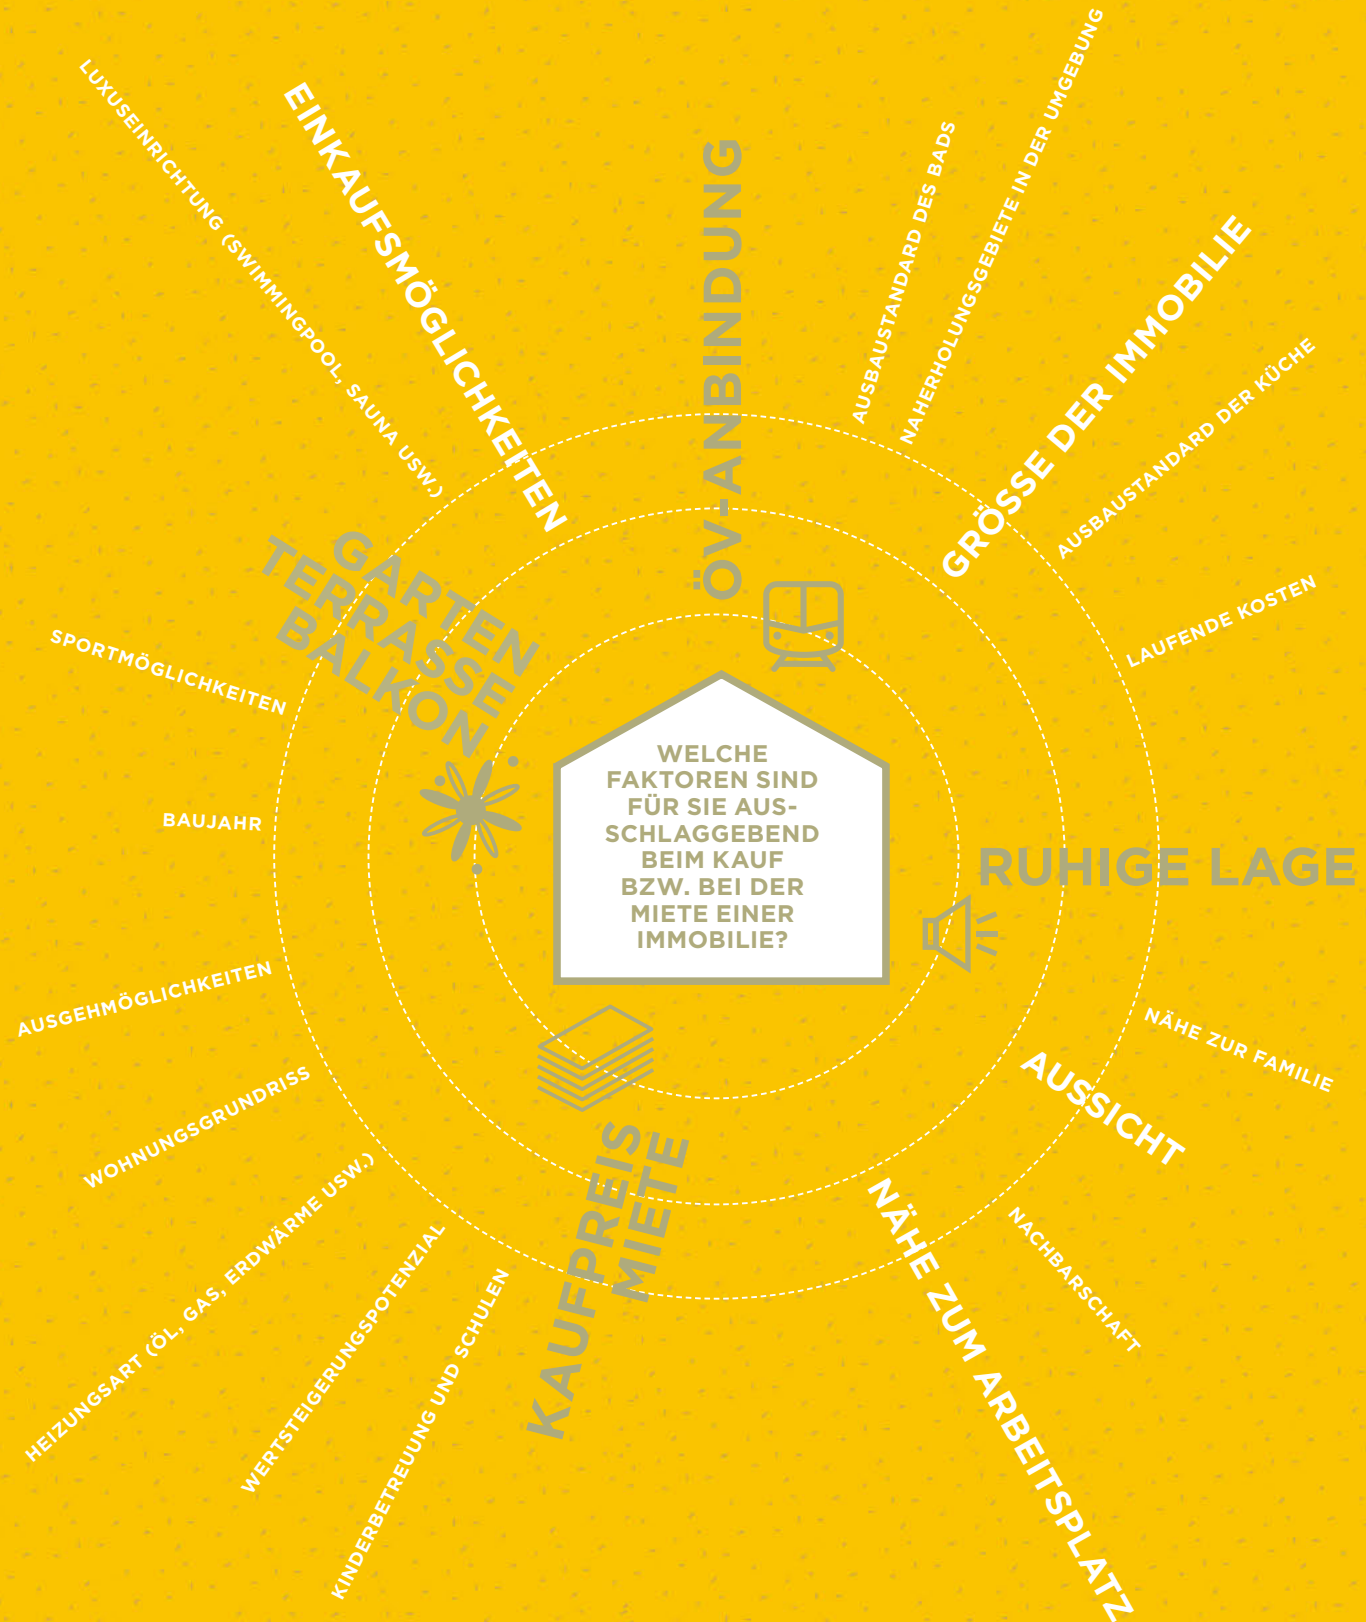 WELCHE
FAKTOREN SIND
FÜR SIE AUS-
SCHLAGGEBEND
BEIM KAUF
BZW. BEI DER
MIETE EINER
IMMOBILIE?
ÖV-ANBINDUNG
AUSBAUSTANDARD DES BADS
NAHERHOLUNGSGEBIETE IN DER UMGEBUNG
GRÖSSE DER IMMOBILIE
AUSBAUSTANDARD DER KÜCHE
LAUFENDE KOSTEN
RUHIGE LAGE
NÄHE ZUR FAMILIE
AUSSICHT
NACHBARSCHAFT
NÄHE ZUM ARBEITSPLATZ
KAUFPREIS
MIETE
KINDERBETREUUNG UND SCHULEN
WERTSTEIGERUNGSPOTENZIAL
HEIZUNGSART (ÖL, GAS, ERDWÄRME USW.)
WOHNUNGSGRUNDRISS
AUSGEHMÖGLICHKEITEN
BAUJAHR
SPORTMÖGLICHKEITEN
GARTEN
TERRASSE
BALKON
LUXUSEINRICHTUNG (SWIMMINGPOOL, SAUNA USW.)
EINKAUFSMÖGLICHKEITEN